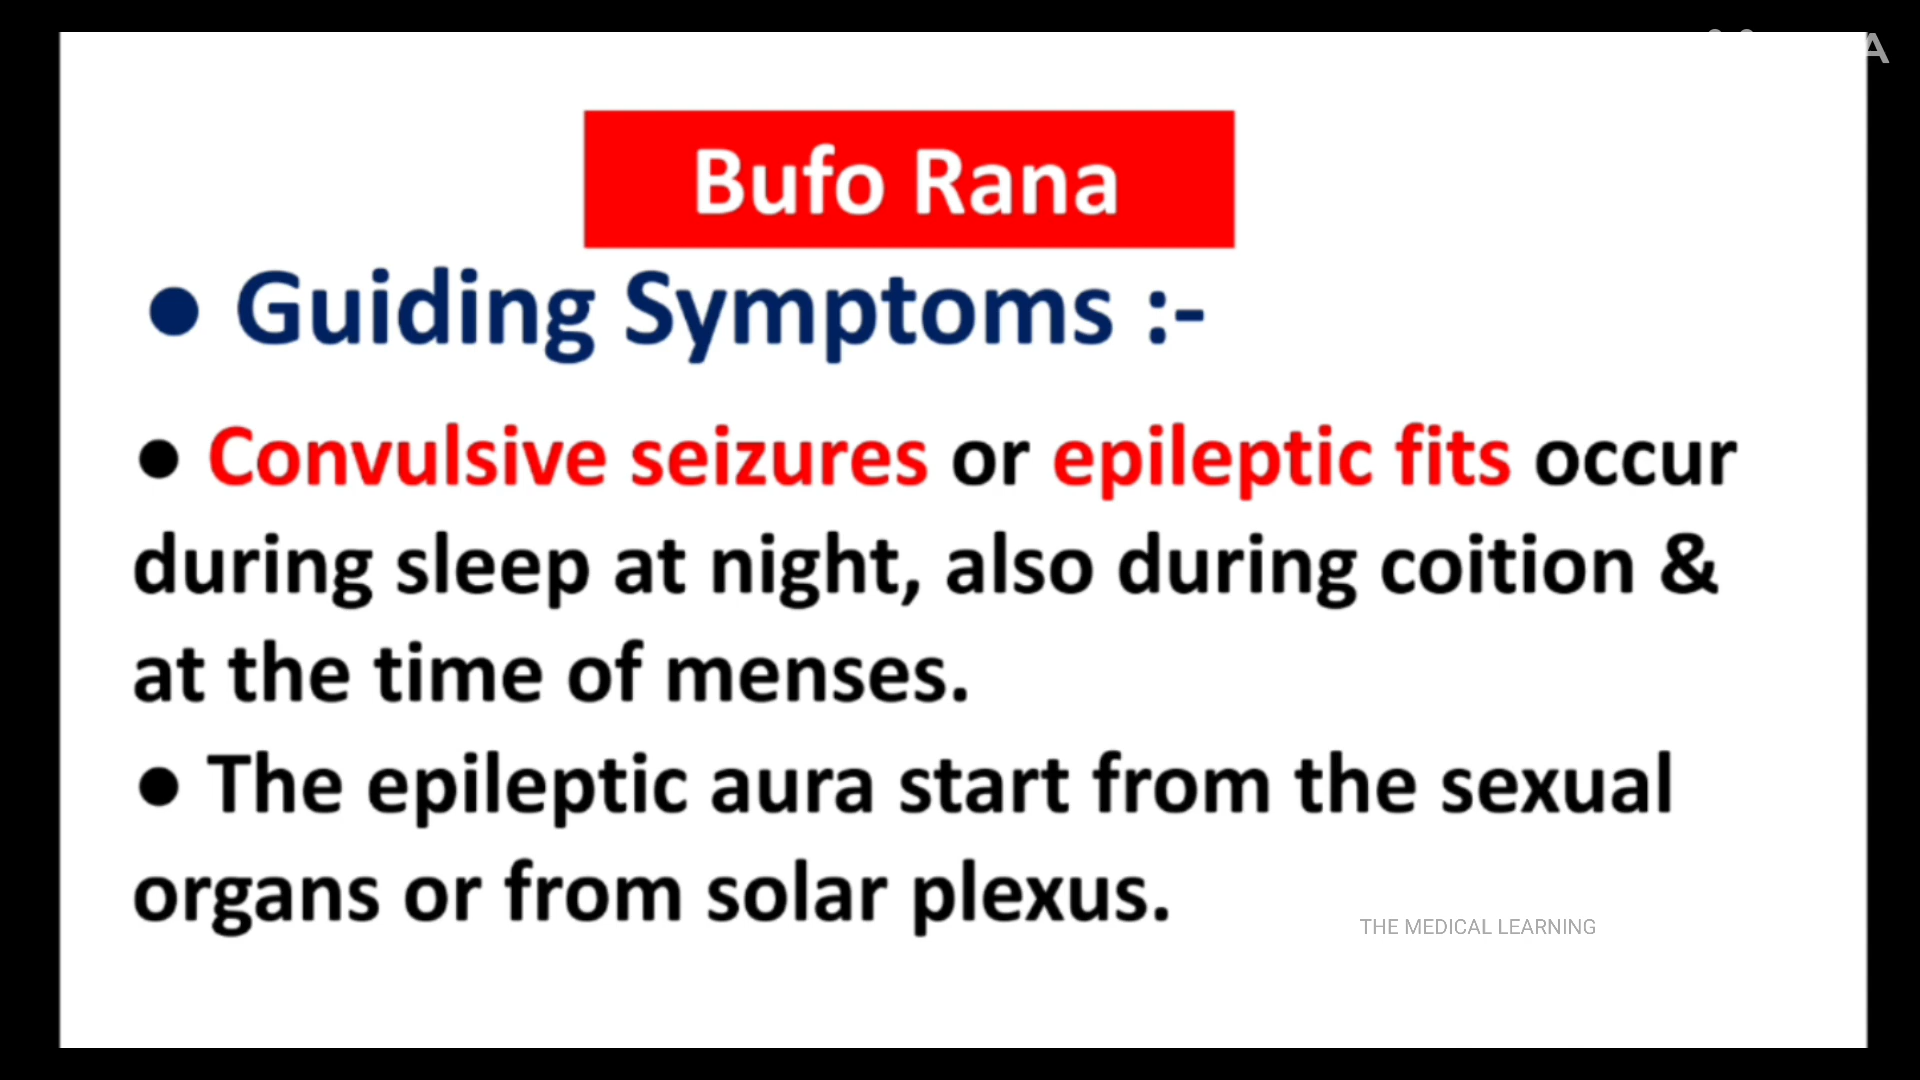 Bufo Rana
● Guiding Symptoms :-
● Convulsive seizures or epileptic fits occur
during sleep at night, also during coition &
at the time of menses.
● The epileptic aura start from the sexual
organs or from solar plexus.
THE MEDICAL LEARNING